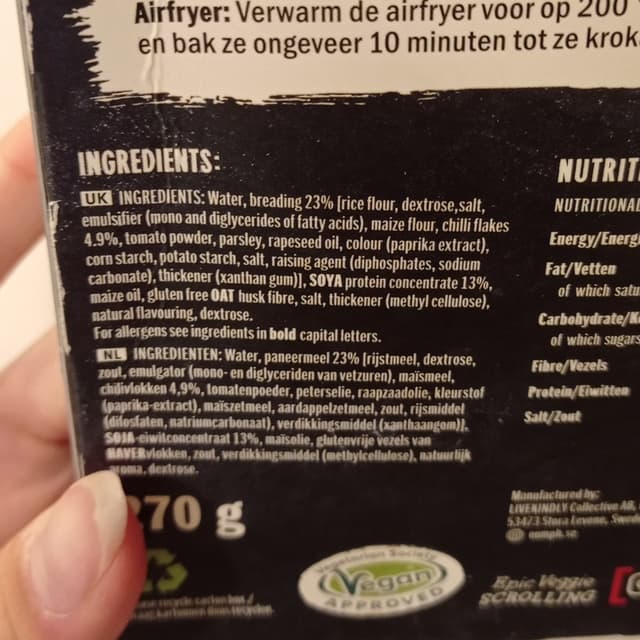 Airfryer: Verwarm de airfryer voor op 200
en bak ze ongeveer 10 minuten tot ze krok
INGREDIENTS:
UK INGREDIENTS: Water, breading 23% [rice flour, dextrose,salt,
emulsifier (mono and diglycerides of fatty acids), maize flour, chilli flakes
4.9%, tomato powder, parsley, rapeseed oil, colour (paprika extract),
corn starch, potato starch, salt, raising agent (diphosphates, sodium
carbonate), thickener (xanthan gum)], SOYA protein concentrate 13%,
maize oil, gluten free OAT husk fibre, salt, thickener (methyl cellulose),
natural flavouring, dextrose.
For allergens see ingredients in bold capital letters.
NL INGREDIENTEN: Water, paneermeel 23% [rijstmeel, dextrose,
zout, emulgator (mono- en diglyceriden van vetzuren), maïsmeel,
chilivlokken 4,9%, tomatenpoeder, peterselie, raapzaadolie, kleurstof
(paprika-extract), maïszetmeel, aardappelzetmeel, zout, rijsmiddel
(difosfaten, natriumcarbonaat), verdikkingsmiddel (xanthaangom)],
SOJA-eiwitconcentraat 13%, maïsolie, glutenvrije vezels van
HAVERvlokken, zout, verdikkingsmiddel (methylcellulose), natuurlijk
aroma, dextrose.
270 g
NUTRITI
NUTRITIONAL
Energy/Energi
Fat/Vetten
of which satu
Carbohydrate/Ko
of which sugars
Fibre/Vezels
Protein/Eiwitten
Salt/Zout
Manufactured by:
LIVEKINDLY Collective AB,
oumph.se
Vegetarian Society
Vegan
APPROVED
Epic Veggie
SCROLLING